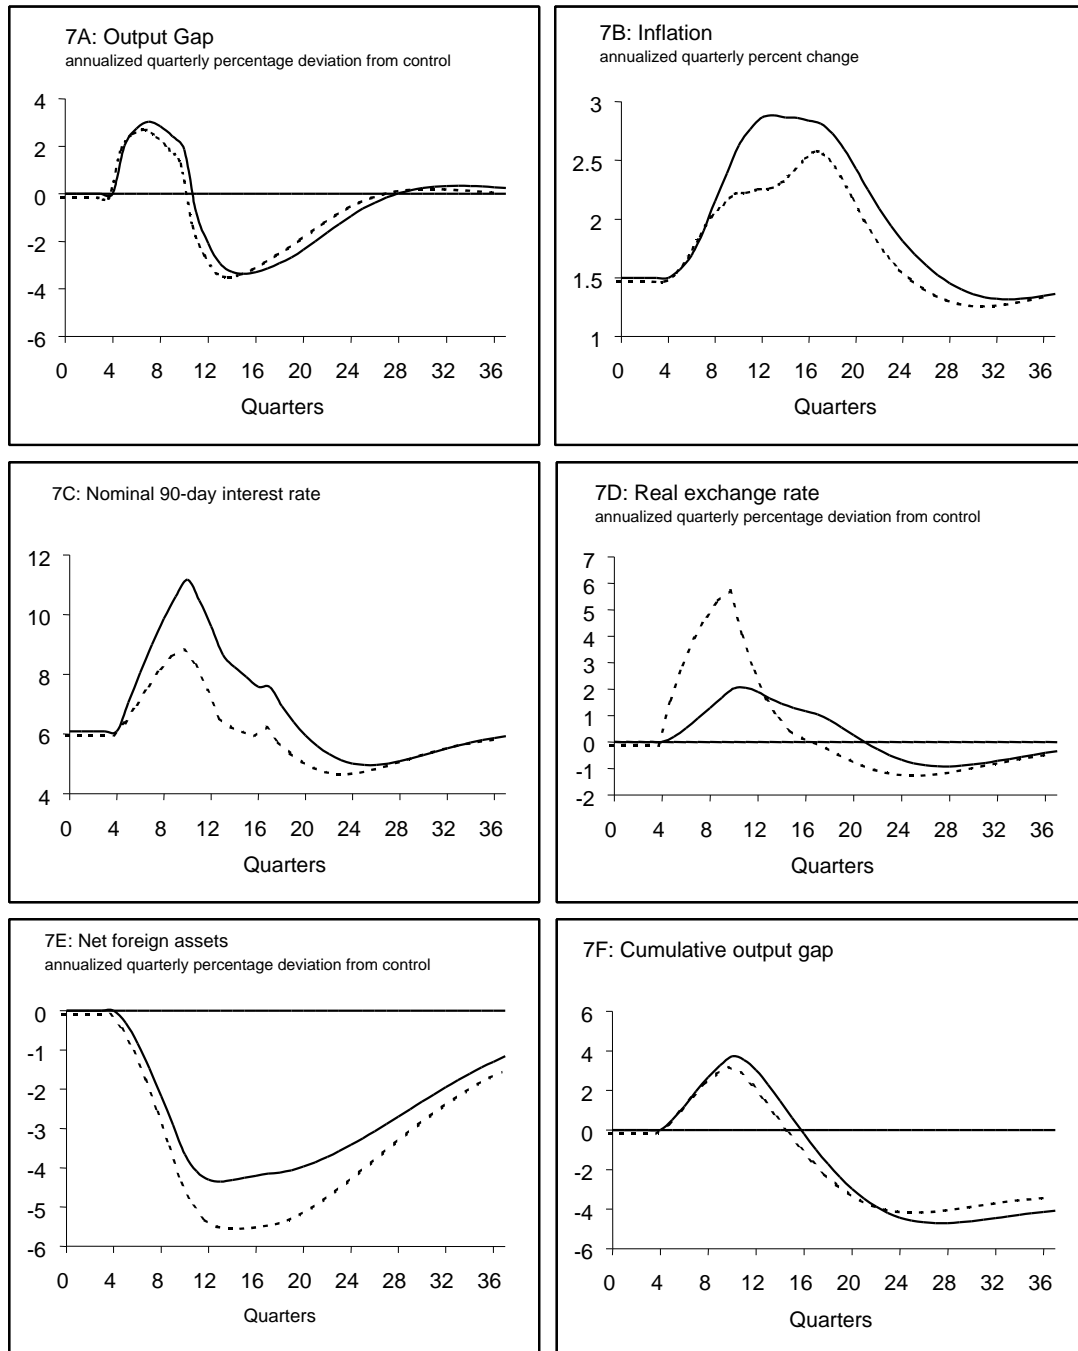 7A: Output Gap
annualized quarterly percentage deviation from control
4
2
0
-2
-4
-6
0 4 8 12 16 20 24 28 32 36
Quarters
7B: Inflation
annualized quarterly percent change
3
2.5
2
1.5
1
0 4 8 12 16 20 24 28 32 36
Quarters
7C: Nominal 90-day interest rate
12
10
8
6
4
0 4 8 12 16 20 24 28 32 36
Quarters
7D: Real exchange rate
annualized quarterly percentage deviation from control
7
6
5
4
3
2
1
0
-1
-2
0 4 8 12 16 20 24 28 32 36
Quarters
7E: Net foreign assets
annualized quarterly percentage deviation from control
0
-1
-2
-3
-4
-5
-6
0 4 8 12 16 20 24 28 32 36
Quarters
7F: Cumulative output gap
6
4
2
0
-2
-4
-6
0 4 8 12 16 20 24 28 32 36
Quarters